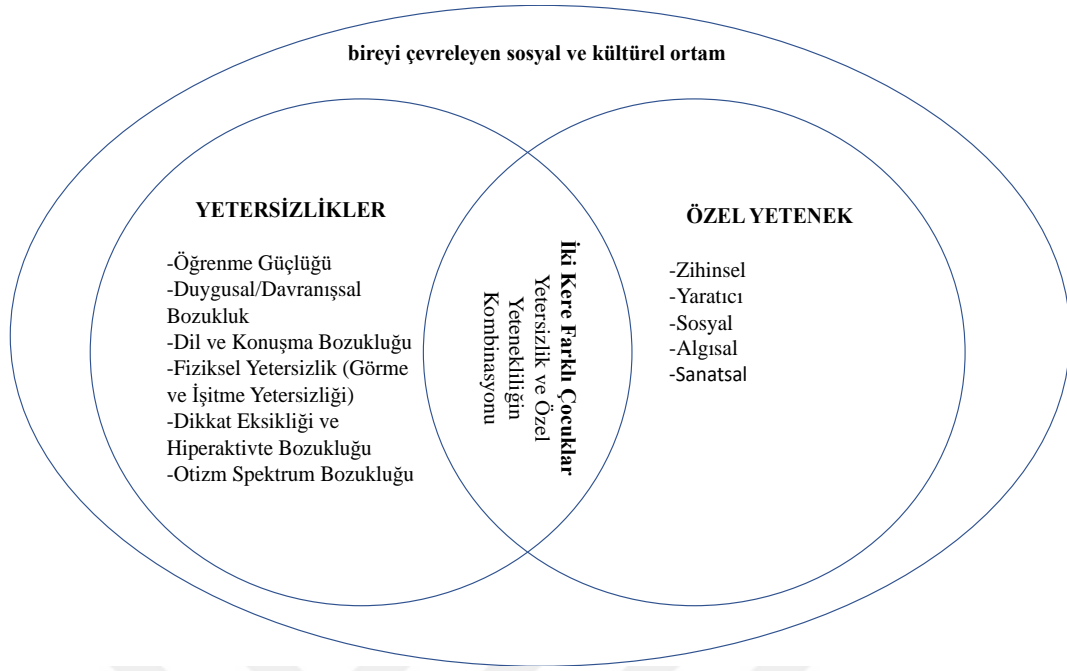 bireyi çevreleyen sosyal ve kültürel ortam
YETERSİZLİKLER
-Öğrenme Güçlüğü
-Duygusal/Davranışsal
Bozukluk
-Dil ve Konuşma Bozukluğu
-Fiziksel Yetersizlik (Görme
ve İşitme Yetersizliği)
-Dikkat Eksikliği ve
Hiperaktivte Bozukluğu
-Otizm Spektrum Bozukluğu
İki Kere Farklı Çocuklar
Yetersizlik ve Özel
Yetenekliliğin
Kombinasyonu
ÖZEL YETENEK
-Zihinsel
-Yaratıcı
-Sosyal
-Algısal
-Sanatsal